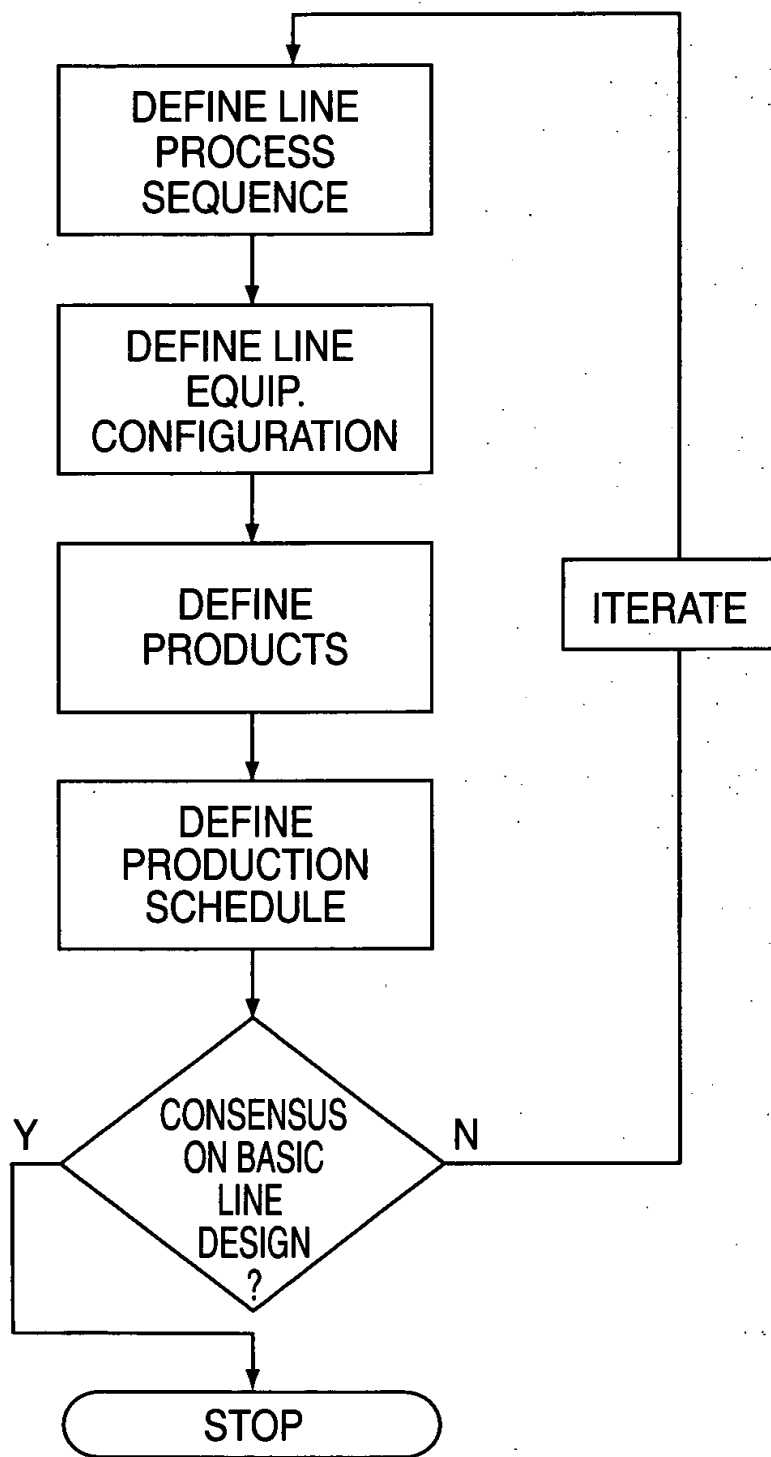 DEFINE LINE
PROCESS
SEQUENCE
DEFINE LINE
EQUIP.
CONFIGURATION
DEFINE
PRODUCTS
ITERATE
DEFINE
PRODUCTION
SCHEDULE
Y
CONSENSUS
ON BASIC
LINE
DESIGN
?
N
STOP